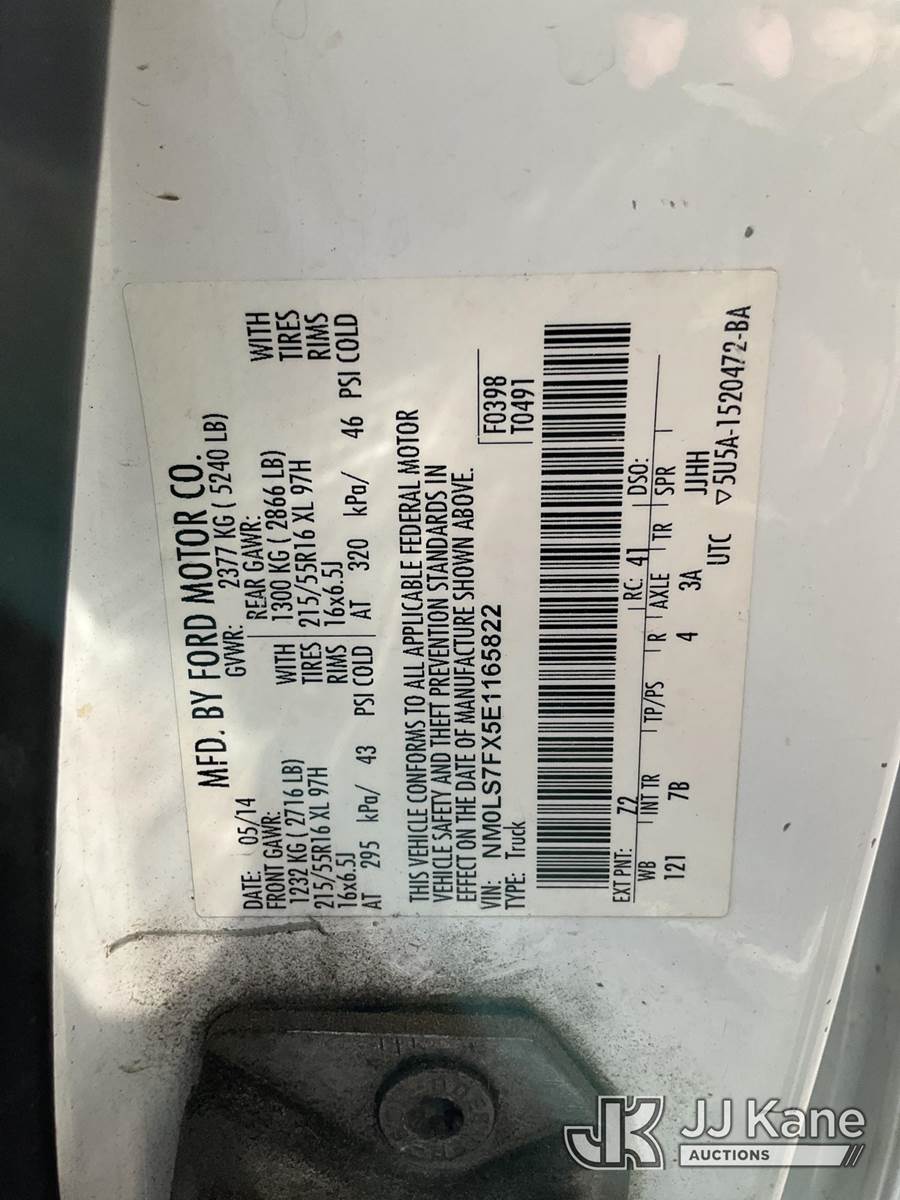 MFD. BY FORD MOTOR CO.
DATE: 05/14 GVWR: 2377 KG ( 5240 LB)
FRONT GAWR: REAR GAWR:
1232 KG ( 2716 LB) WITH 1300 KG ( 2866 LB) WITH
215/55R16 XL 97H TIRES 215/55R16 XL 97H TIRES
16x6.5J RIMS 16x6.5J RIMS
AT 295 kPa/ 43 PSI COLD AT 320 kPa/ 46 PSI COLD
THIS VEHICLE CONFORMS TO ALL APPLICABLE FEDERAL MOTOR
VEHICLE SAFETY AND THEFT PREVENTION STANDARDS IN
EFFECT ON THE DATE OF MANUFACTURE SHOWN ABOVE.
VIN: NM0LS7FX5E1165822 F0398
TYPE: Truck T0491
EXT PNT: Z2 RC: 41 DSO:
WB INT TR TP/PS R AXLE TR SPR
121 7B 4 3A JJHH
UTC ▽5U5A-1520472-BA
JK JJ Kane
AUCTIONS